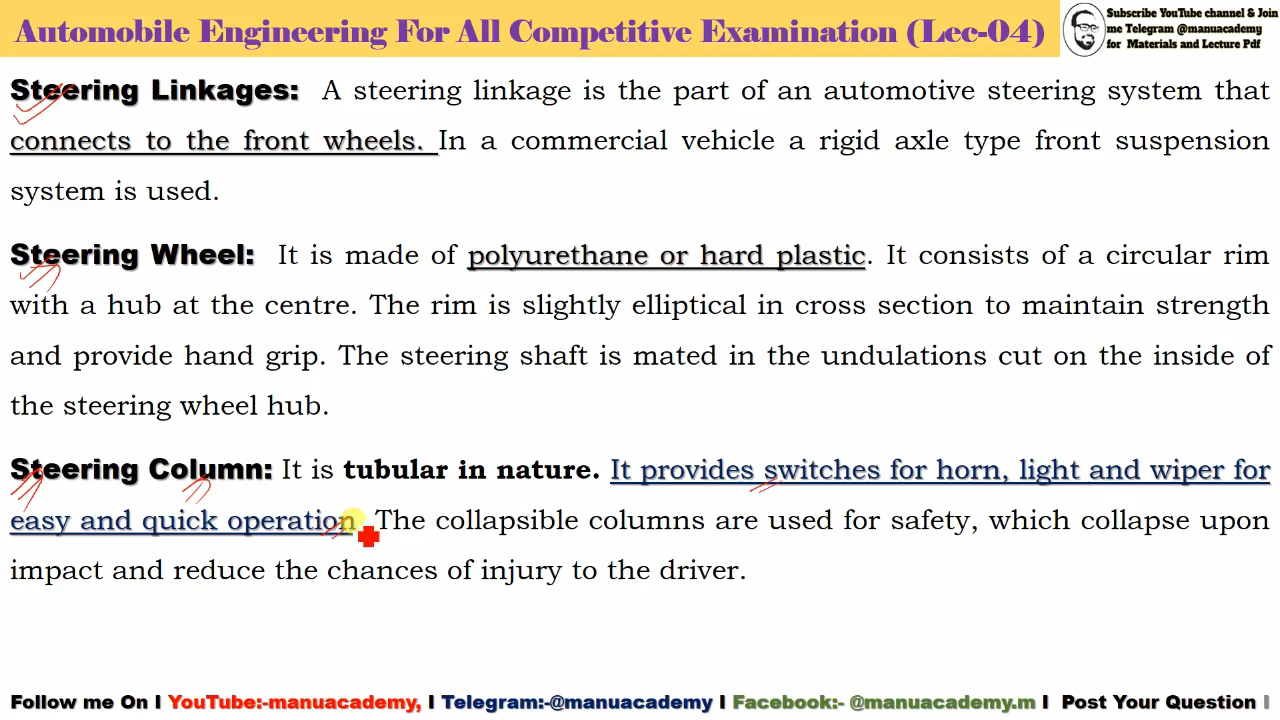 Automobile Engineering For All Competitive Examination (Lec-04)
Subscribe YouTube channel & Join
me Telegram @manuacademy
for Materials and Lecture Pdf
Steering Linkages: A steering linkage is the part of an automotive steering system that
connects to the front wheels. In a commercial vehicle a rigid axle type front suspension
system is used.
Steering Wheel: It is made of polyurethane or hard plastic. It consists of a circular rim
with a hub at the centre. The rim is slightly elliptical in cross section to maintain strength
and provide hand grip. The steering shaft is mated in the undulations cut on the inside of
the steering wheel hub.
Steering Column: It is tubular in nature. It provides switches for horn, light and wiper for
easy and quick operation. The collapsible columns are used for safety, which collapse upon
impact and reduce the chances of injury to the driver.
Follow me On I YouTube:-manuacademy, I Telegram:-@manuacademy I Facebook:- @manuacademy.m I Post Your Question I